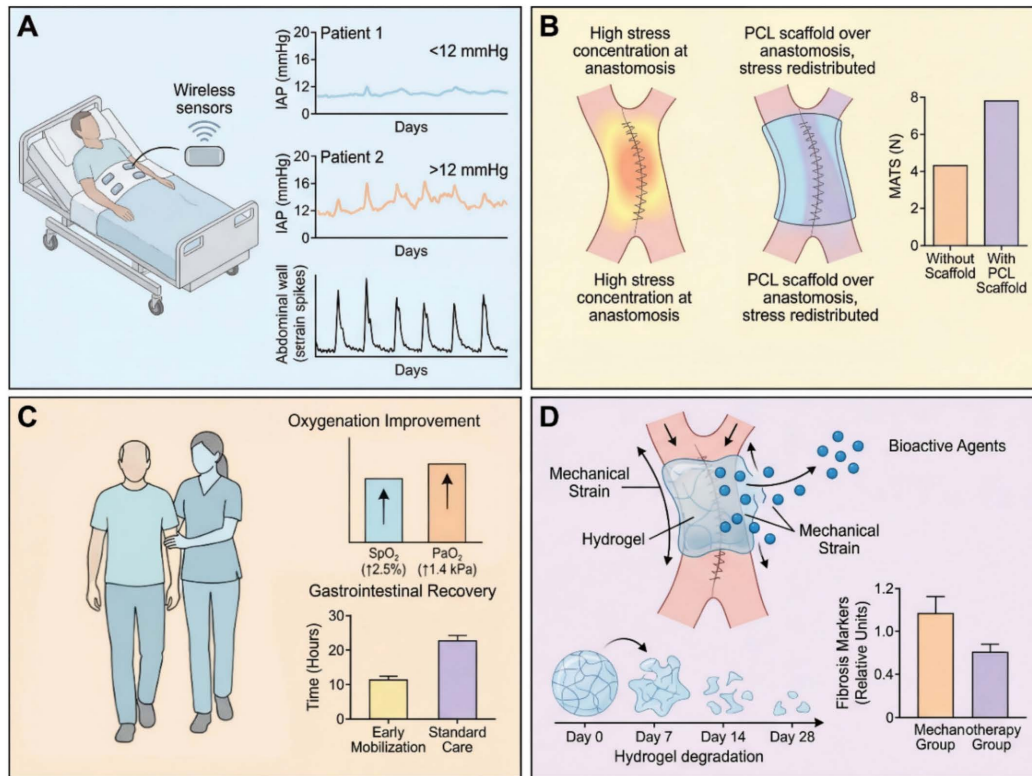 A
Wireless
sensors
Patient 1
<12 mmHg
IAP (mmHg)
20
16
12
0
Days
Patient 2
>12 mmHg
IAP (mmHg)
20
16
12
0
Days
Abdominal wall
(setrain spikes)
Days
B
High stress
concentration at
anastomosis
PCL scaffold over
anastomosis,
stress redistributed
High stress
concentration at
anastomosis
PCL scaffold over
anastomosis,
stress redistributed
MATS (N)
8
6
4
2
0
Without
Scaffold
With
PCL
Scaffold
C
Oxygenation Improvement
SpO₂
(↑2.5%)
PaO₂
(↑1.4 kPa)
Gastrointestinal Recovery
Time (Hours)
30
20
10
0
Early
Mobilization
Standard
Care
D
Bioactive Agents
Mechanical
Strain
Hydrogel
Mechanical
Strain
Day 0
Day 7
Day 14
Day 28
Hydrogel degradation
Fibrosis Markers
(Relative Units)
1.2
1.2
0.4
0
Mechanotherapy
Group
Group